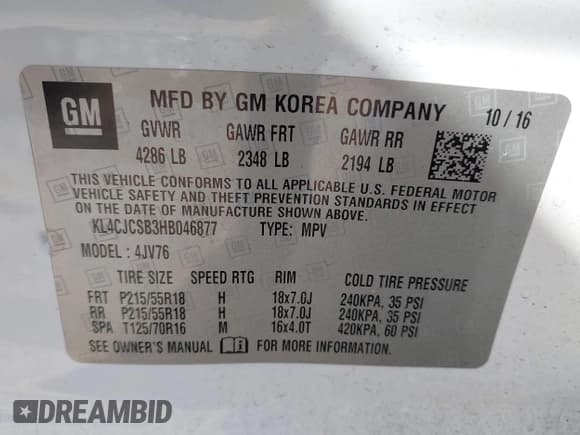 GM
MFD BY GM KOREA COMPANY 10/16
GVWR GAWR FRT GAWR RR
4286 LB 2348 LB 2194 LB
THIS VEHICLE CONFORMS TO ALL APPLICABLE U.S. FEDERAL MOTOR
VEHICLE SAFETY AND THEFT PREVENTION STANDARDS IN EFFECT
ON THE DATE OF MANUFACTURE SHOWN ABOVE.
KL4CJCSB3HB046877 TYPE: MPV
MODEL: 4JV76
TIRE SIZE SPEED RTG RIM COLD TIRE PRESSURE
FRT P215/55R18 H 18x7.0J 240KPA, 35 PSI
RR P215/55R18 H 18x7.0J 240KPA, 35 PSI
SPA T125/70R16 M 16x4.0T 420KPA, 60 PSI
SEE OWNER'S MANUAL FOR MORE INFORMATION.
DREAMBID